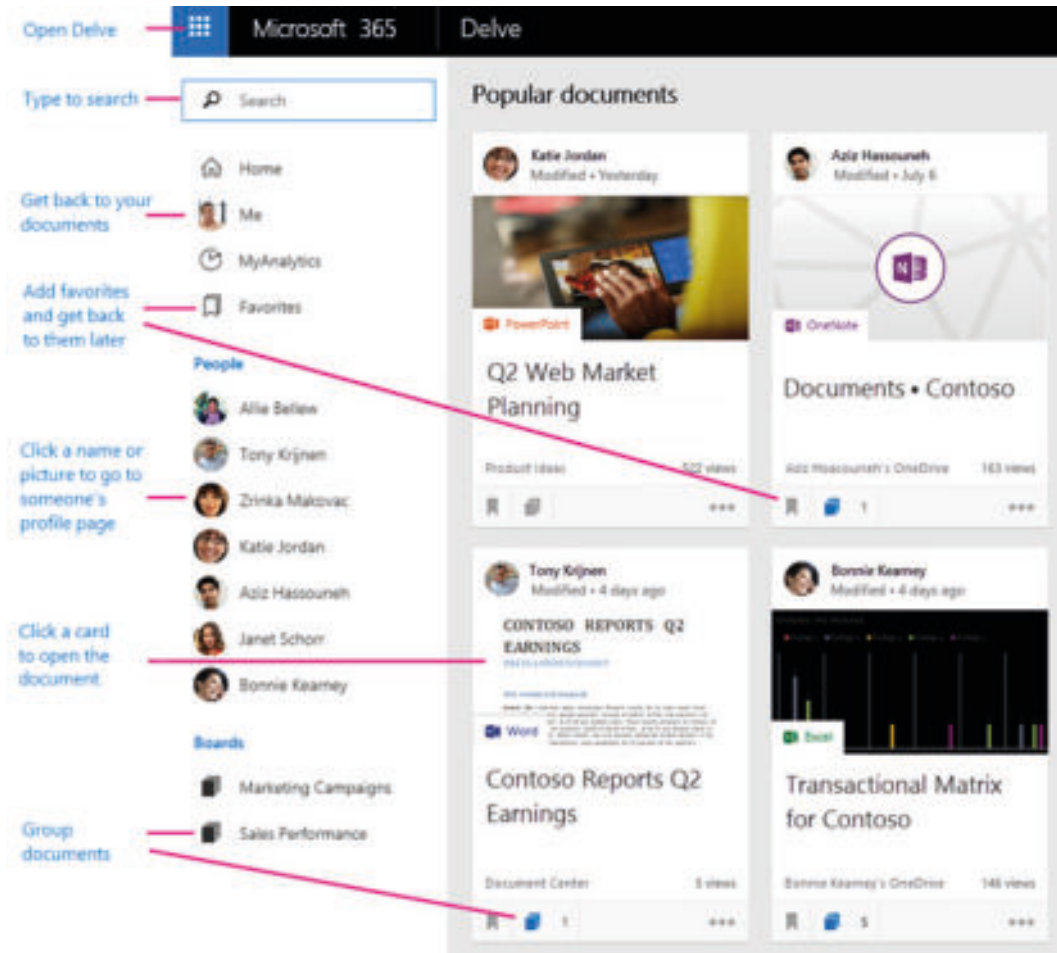 Open Delve
Microsoft 365
Delve
Type to search
Search
Home
Get back to your
documents
Me
MyAnalytics
Add favorites
and get back
to them later
Favorites
People
Allie Bellew
Tony Krijnen
Click a name or
picture to go to
someone's
profile page
Zrinka Makovac
Katie Jordan
Aziz Hassouneh
Click a card
to open the
document
Janet Schorr
Bonnie Kearney
Boards
Marketing Campaigns
Group
documents
Sales Performance
Popular documents
Katie Jordan
Modified • Yesterday
PowerPoint
Q2 Web Market
Planning
Product Ideas
522 views
Aziz Hassouneh
Modified • July 6
N
OneNote
Documents • Contoso
OneDrive
163 views
1
Tony Krijnen
Modified • 4 days ago
CONTOSO REPORTS Q2
EARNINGS
Word
Contoso Reports Q2
Earnings
Document Center
5 views
1
Bonnie Kearney
Modified • 4 days ago
Excel
Transactional Matrix
for Contoso
Bonnie Kearney's OneDrive
146 views
5